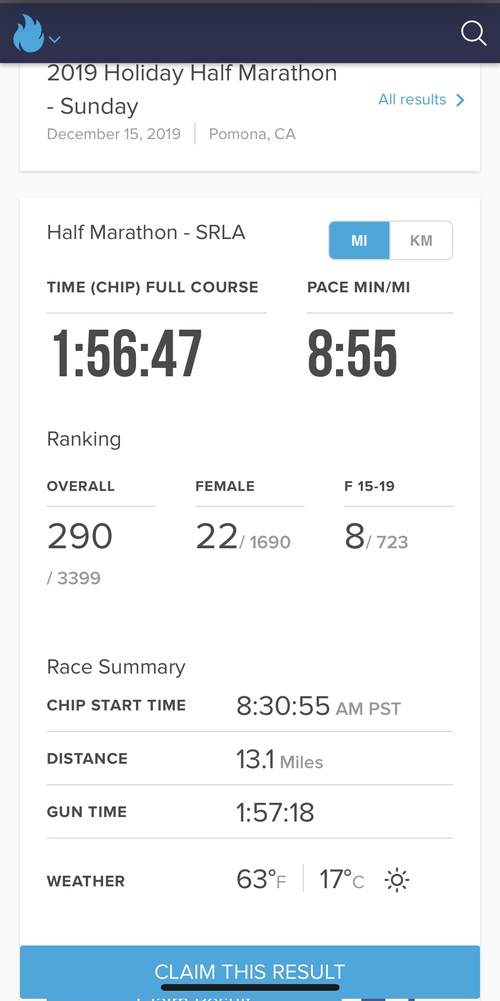 2019 Holiday Half Marathon
- Sunday
All results
December 15, 2019 Pomona, CA
Half Marathon - SRLA
MI KM
TIME (CHIP) FULL COURSE PACE MIN/MI
1:56:47 8:55
Ranking
OVERALL FEMALE F 15-19
290 22/ 1690 8/ 723
/ 3399
Race Summary
CHIP START TIME 8:30:55 AM PST
DISTANCE 13.1 Miles
GUN TIME 1:57:18
WEATHER 63°F 17°C
CLAIM THIS RESULT